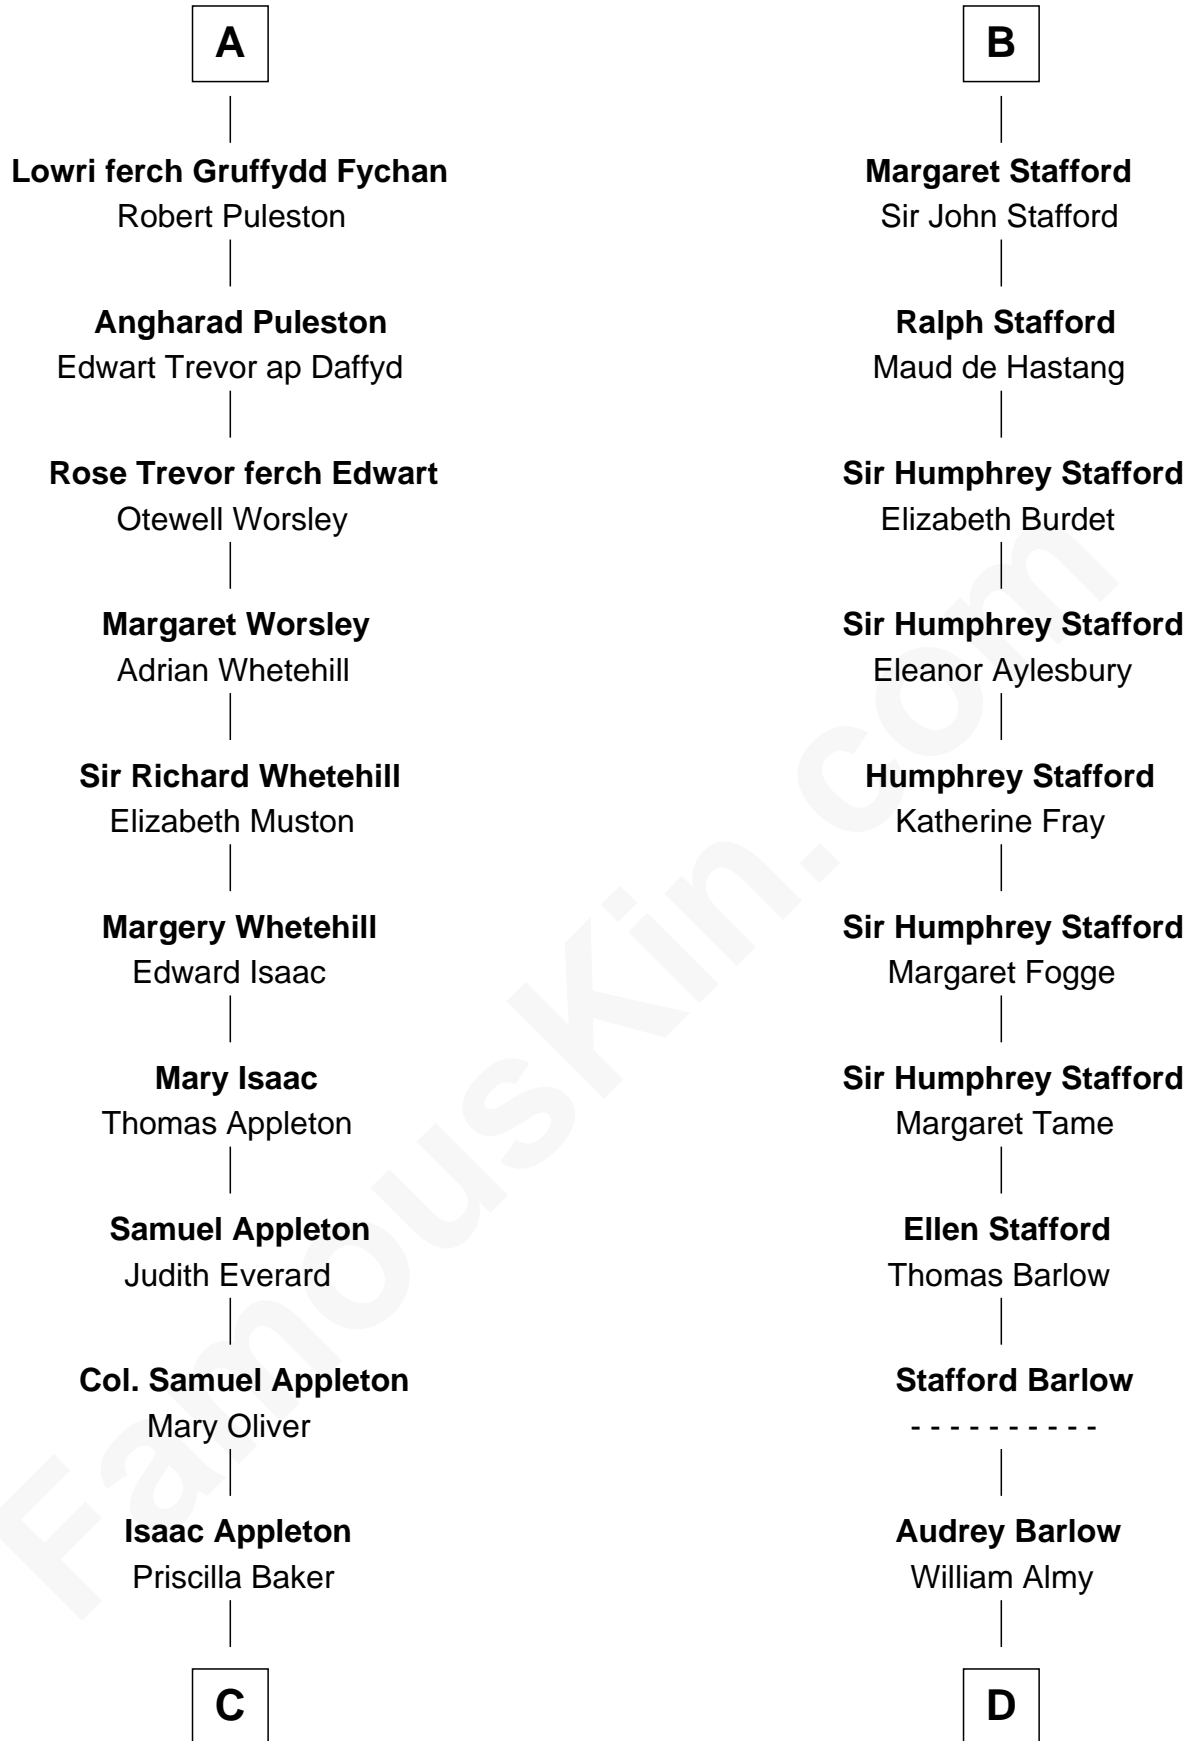 A
Lowri ferch Gruffydd Fychan
Robert Puleston
Angharad Puleston
Edwart Trevor ap Daffyd
Rose Trevor ferch Edwart
Otewell Worsley
Margaret Worsley
Adrian Whetehill
Sir Richard Whetehill
Elizabeth Muston
Margery Whetehill
Edward Isaac
Mary Isaac
Thomas Appleton
Samuel Appleton
Judith Everard
Col. Samuel Appleton
Mary Oliver
Isaac Appleton
Priscilla Baker
C
B
Margaret Stafford
Sir John Stafford
Ralph Stafford
Maud de Hastang
Sir Humphrey Stafford
Elizabeth Burdet
Sir Humphrey Stafford
Eleanor Aylesbury
Humphrey Stafford
Katherine Fray
Sir Humphrey Stafford
Margaret Fogge
Sir Humphrey Stafford
Margaret Tame
Ellen Stafford
Thomas Barlow
Stafford Barlow
- - - - - - - - - -
Audrey Barlow
William Almy
D
FamousKin.com